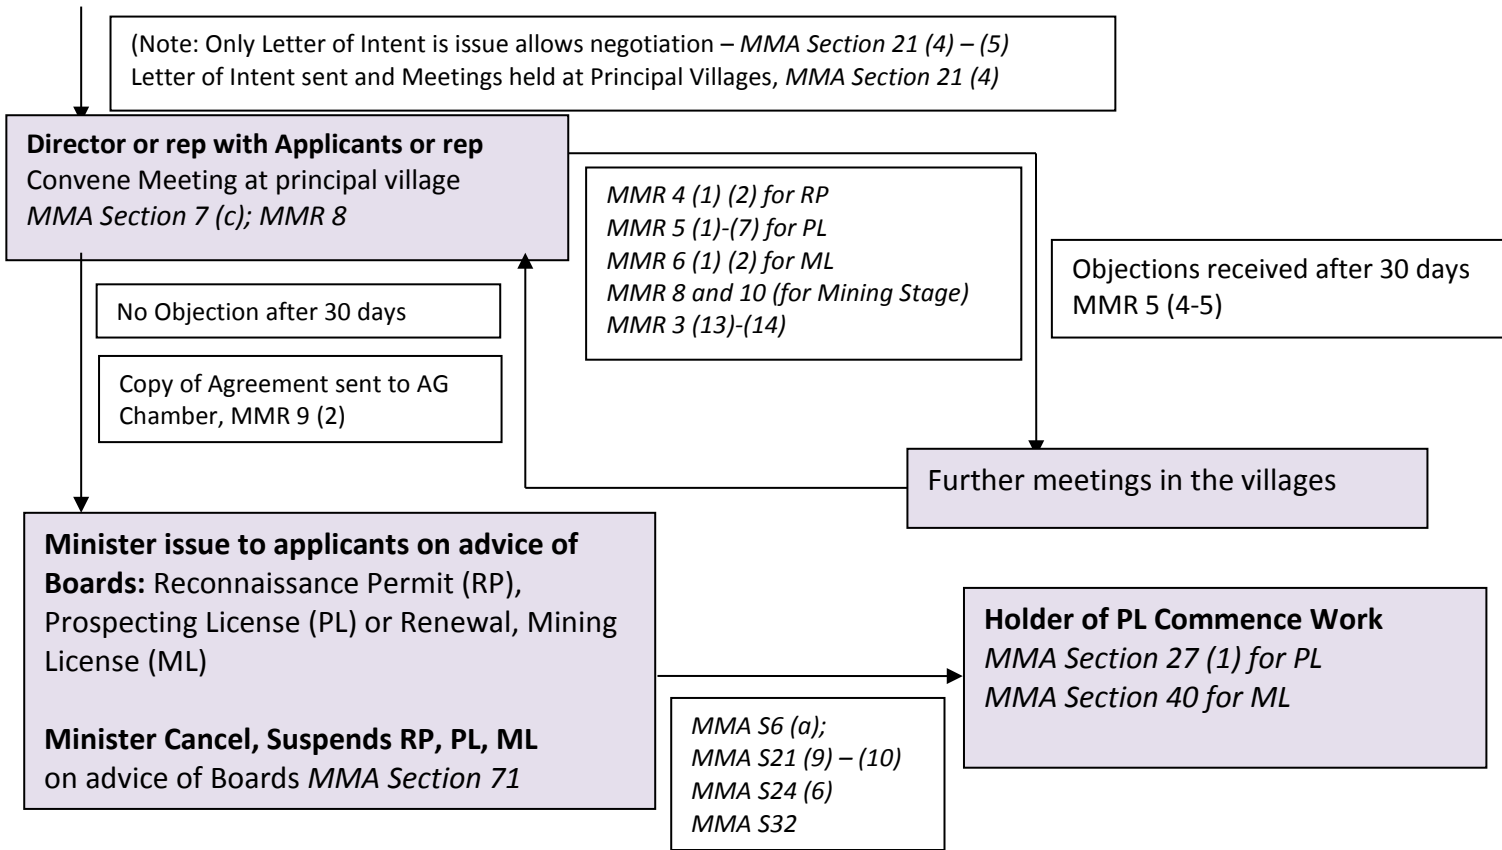 (Note: Only Letter of Intent is issue allows negotiation – MMA Section 21 (4) – (5)
Letter of Intent sent and Meetings held at Principal Villages, MMA Section 21 (4)
Director or rep with Applicants or rep
Convene Meeting at principal village
MMA Section 7 (c); MMR 8
MMR 4 (1) (2) for RP
MMR 5 (1)-(7) for PL
MMR 6 (1) (2) for ML
MMR 8 and 10 (for Mining Stage)
MMR 3 (13)-(14)
Objections received after 30 days
MMR 5 (4-5)
No Objection after 30 days
Copy of Agreement sent to AG
Chamber, MMR 9 (2)
Further meetings in the villages
Minister issue to applicants on advice of
Boards: Reconnaissance Permit (RP),
Prospecting License (PL) or Renewal, Mining
License (ML)
Minister Cancel, Suspends RP, PL, ML
on advice of Boards MMA Section 71
MMA S6 (a);
MMA S21 (9) – (10)
MMA S24 (6)
MMA S32
Holder of PL Commence Work
MMA Section 27 (1) for PL
MMA Section 40 for ML